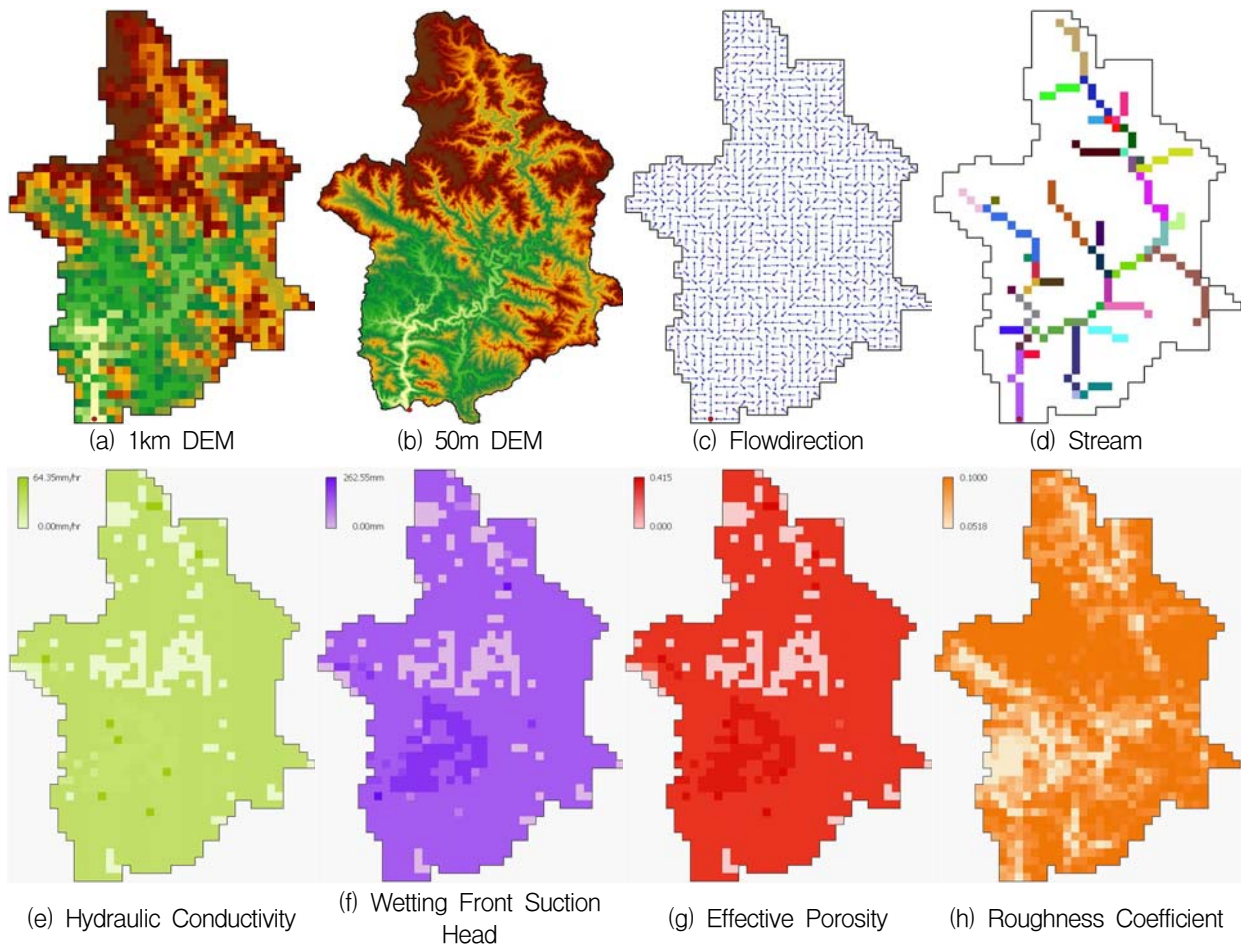 (a) 1km DEM
(b) 50m DEM
(c) Flowdirection
(d) Stream
64.35mm/hr
0.00mm/hr
262.55mm
0.00mm
0.415
0.000
0.1000
0.0518
(e) Hydraulic Conductivity
(f) Wetting Front Suction
Head
(g) Effective Porosity
(h) Roughness Coefficient